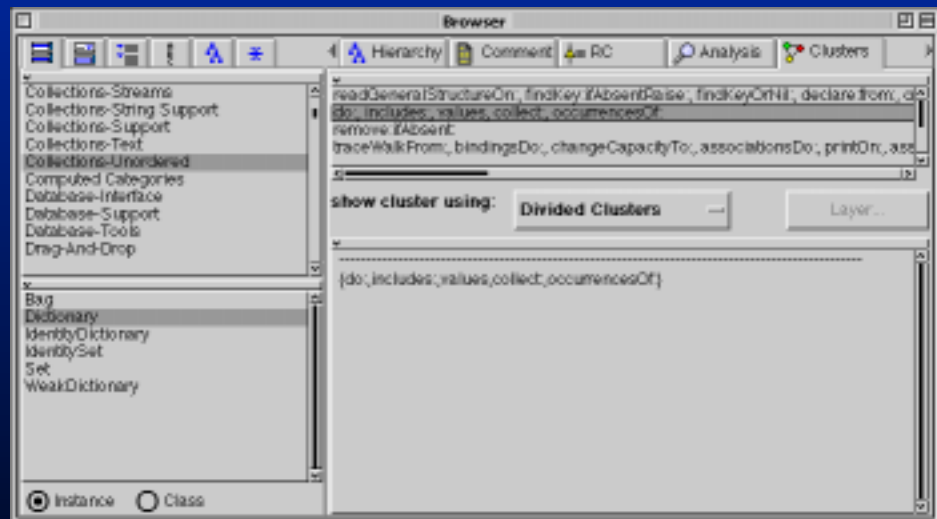 Browser
Hierarchy Comment RC Analysis Clusters
Collections-Streams
Collections-String Support
Collections-Support
Collections-Text
Collections-Unordered
Computed Categories
Database-Interface
Database-Support
Database-Tools
Drag-And-Drop
readGeneralStructureOn:, findKey:ifAbsentRaise:, findKeyOrNil:, declare:from:,
do:, includes:, values, collect:, occurrencesOf:
remove:ifAbsent:
traceWalkFrom:, bindingsDo:, changeCapacityTo:, associationsDo:, printOn:, ass
show cluster using: Divided Clusters Layer...
Bag
Dictionary
IdentityDictionary
IdentitySet
Set
WeakDictionary
{do:,includes:,values,collect:,occurrencesOf:}
Instance Class